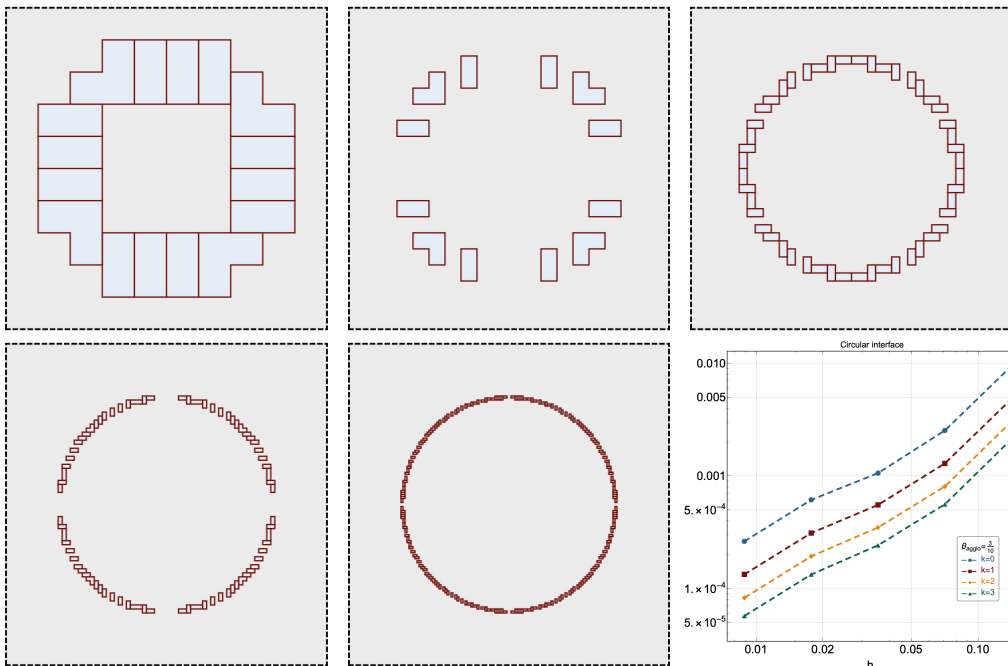 Circular interface
0.010
0.005
0.001
5.×10⁻⁴
1.×10⁻⁴
5.×10⁻⁵
θagglo=3/10
k=0
k=1
k=2
k=3
0.01 0.02 0.05 0.10
h